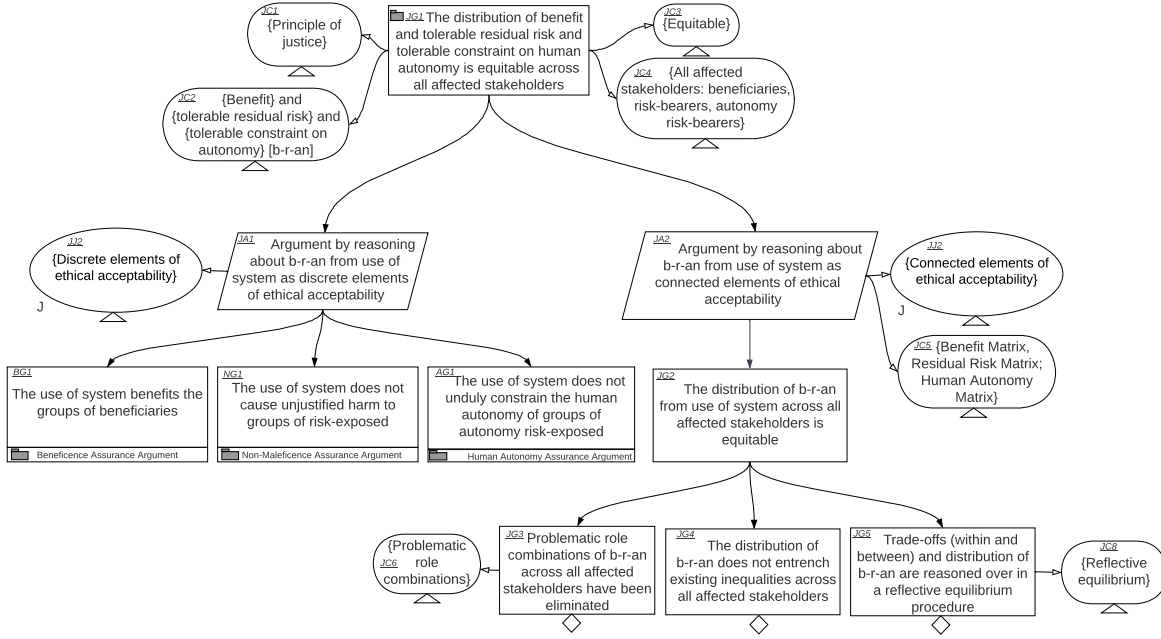 JC1
{Principle of
justice}
JG1 The distribution of benefit
and tolerable residual risk and
tolerable constraint on human
autonomy is equitable across
all affected stakeholders
JC3
{Equitable}
JC2 {Benefit} and
{tolerable residual risk} and
{tolerable constraint on
autonomy} [b-r-an]
JC4 {All affected
stakeholders: beneficiaries,
risk-bearers, autonomy
risk-bearers}
JJ2
{Discrete elements of
ethical acceptability}
J
JA1 Argument by reasoning
about b-r-an from use of
system as discrete elements
of ethical acceptability
JA2 Argument by reasoning about
b-r-an from use of system as
connected elements of ethical
acceptability
JJ2
{Connected elements of
ethical acceptability}
J
JC5 {Benefit Matrix,
Residual Risk Matrix;
Human Autonomy
Matrix}
BG1
The use of system benefits the
groups of beneficiaries
Beneficence Assurance Argument
NG1
The use of system does not
cause unjustified harm to
groups of risk-exposed
Non-Maleficence Assurance Argument
AG1
The use of system does not
unduly constrain the human
autonomy of groups of
autonomy risk-exposed
Human Autonomy Assurance Argument
JG2
The distribution of b-r-an
from use of system across all
affected stakeholders is
equitable
{Problematic
JC6 role
combinations}
JG3 Problematic role
combinations of b-r-an
across all affected
stakeholders have been
eliminated
JG4
The distribution of
b-r-an does not entrench
existing inequalities across
all affected stakeholders
JG5 Trade-offs (within and
between) and distribution of
b-r-an are reasoned over in
a reflective equilibrium
procedure
JC8
{Reflective
equilibrium}